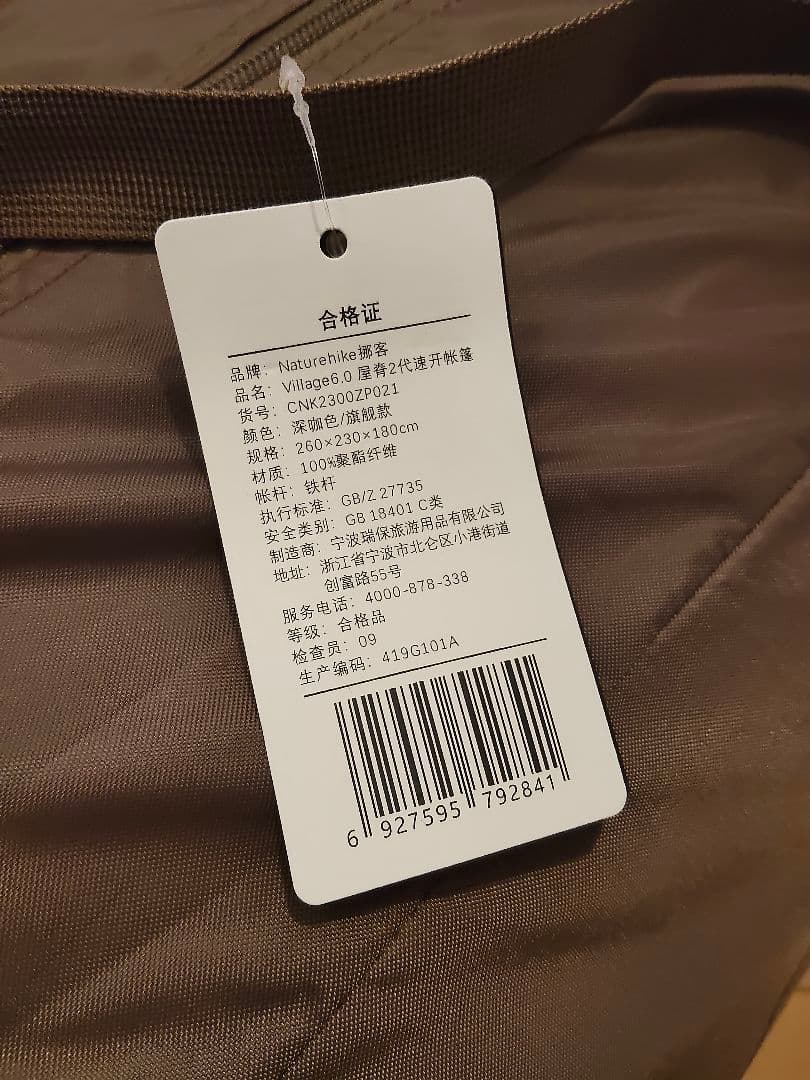 合格证
品牌：Naturehike挪客
品名：Village6.0 屋脊2代速开帐篷
货号：CNK2300ZP021
颜色：深咖色/旗舰款
规格：260×230×180cm
材质：100%聚酯纤维
帐杆：铁杆
执行标准：GB/Z 27735
安全类别：GB 18401 C类
制造商：宁波瑞保旅游用品有限公司
地址：浙江省宁波市北仑区小港街道
创富路55号
服务电话：4000-878-338
等级：合格品
检查员：09
生产编码：419G101A
6 927595 792841